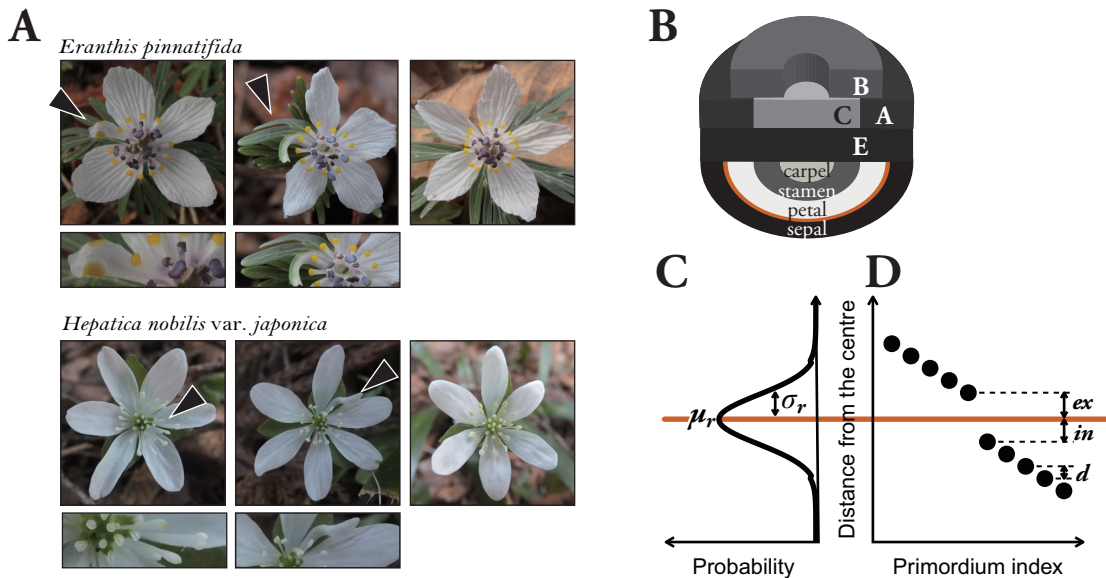 A
Eranthis pinnatifida
Hepatica nobilis var. japonica
B
B
C
A
E
carpel
stamen
petal
sepal
C
μr
σr
Probability
Distance from the centre
D
ex
in
d
Primordium index